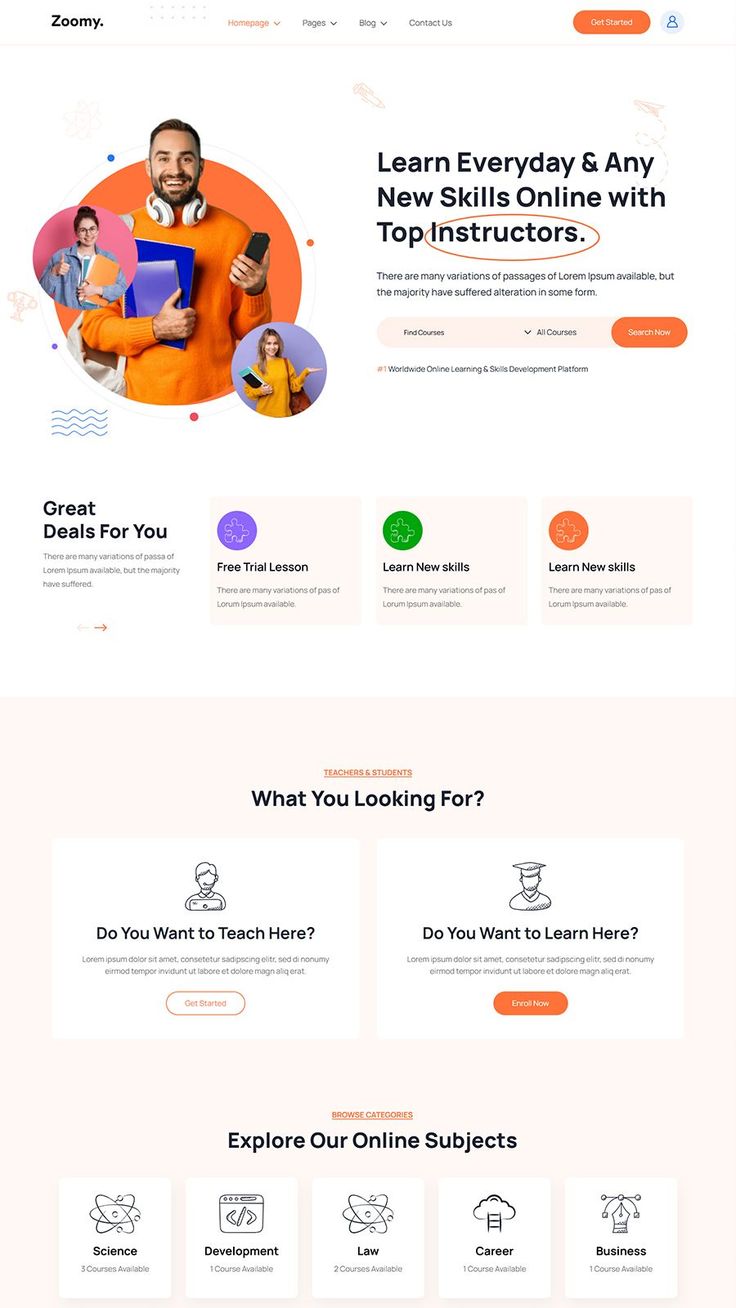 Zoomy.
Homepage
Pages
Blog
Contact Us
Get Started
Learn Everyday & Any
New Skills Online with
Top Instructors.
There are many variations of passages of Lorem Ipsum available, but
the majority have suffered alteration in some form.
Find Courses
All Courses
Search Now
#1 Worldwide Online Learning & Skills Development Platform
Great
Deals For You
There are many variations of passa of
Lorem Ipsum available, but the majority
have suffered.
Free Trial Lesson
There are many variations of pas of
Lorum Ipsum available.
Learn New skills
There are many variations of pas of
Lorum Ipsum available.
Learn New skills
There are many variations of pas of
Lorum Ipsum available.
TEACHERS & STUDENTS
What You Looking For?
Do You Want to Teach Here?
Lorem ipsum dolor sit amet, consetetur sadipscing elitr, sed di nonumy
eirmod tempor invidunt ut labore et dolore magn aliq erat.
Get Started
Do You Want to Learn Here?
Lorem ipsum dolor sit amet, consetetur sadipscing elitr, sed di nonumy
eirmod tempor invidunt ut labore et dolore magn aliq erat.
Enroll Now
BROWSE CATEGORIES
Explore Our Online Subjects
Science
3 Courses Available
Development
1 Course Available
Law
2 Courses Available
Career
1 Course Available
Business
1 Course Available